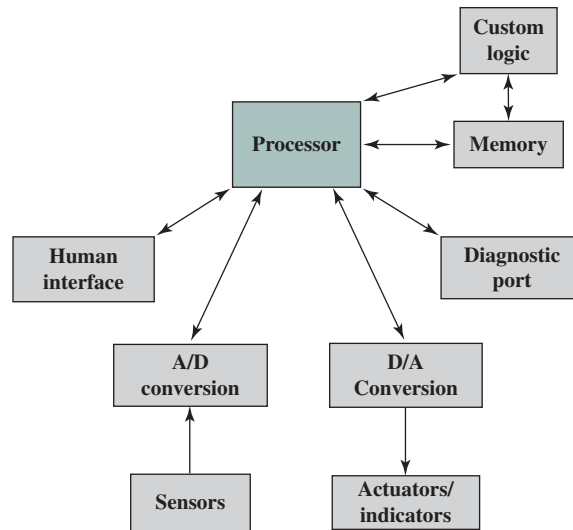 Custom
logic
Processor
Memory
Human
interface
Diagnostic
port
A/D
conversion
D/A
Conversion
Sensors
Actuators/
indicators